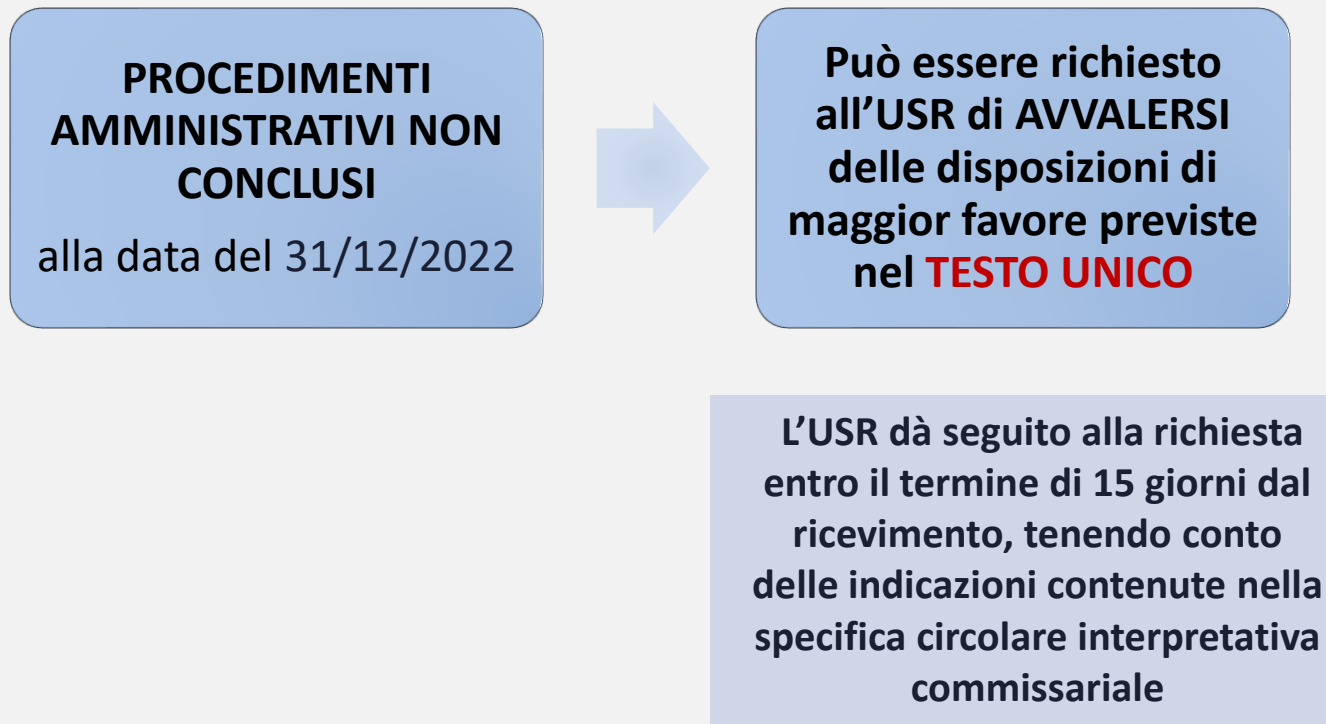 PROCEDIMENTI
AMMINISTRATIVI NON
CONCLUSI
alla data del 31/12/2022
Può essere richiesto
all’USR di AVVALERSI
delle disposizioni di
maggior favore previste
nel TESTO UNICO
L’USR dà seguito alla richiesta
entro il termine di 15 giorni dal
ricevimento, tenendo conto
delle indicazioni contenute nella
specifica circolare interpretativa
commissariale